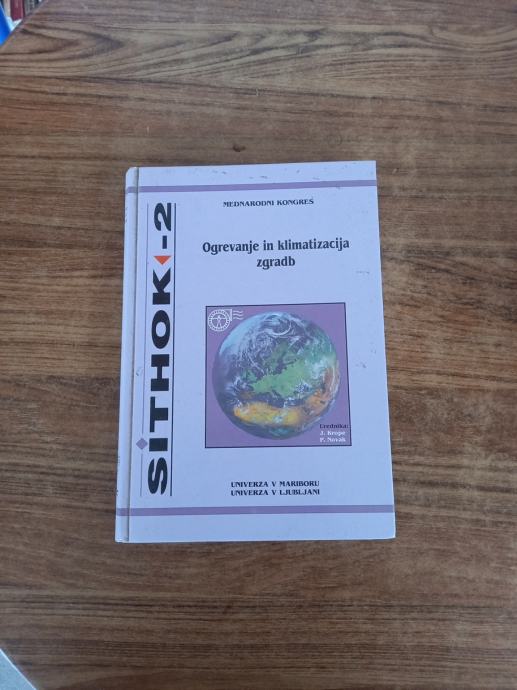 SITHOK-2
MEDNARODNI KONGRES
Ogrevanje in klimatizacija
zgradb
Urednika:
J. Krope
P. Novak
UNIVERZA V MARIBORU
UNIVERZA V LJUBLJANI